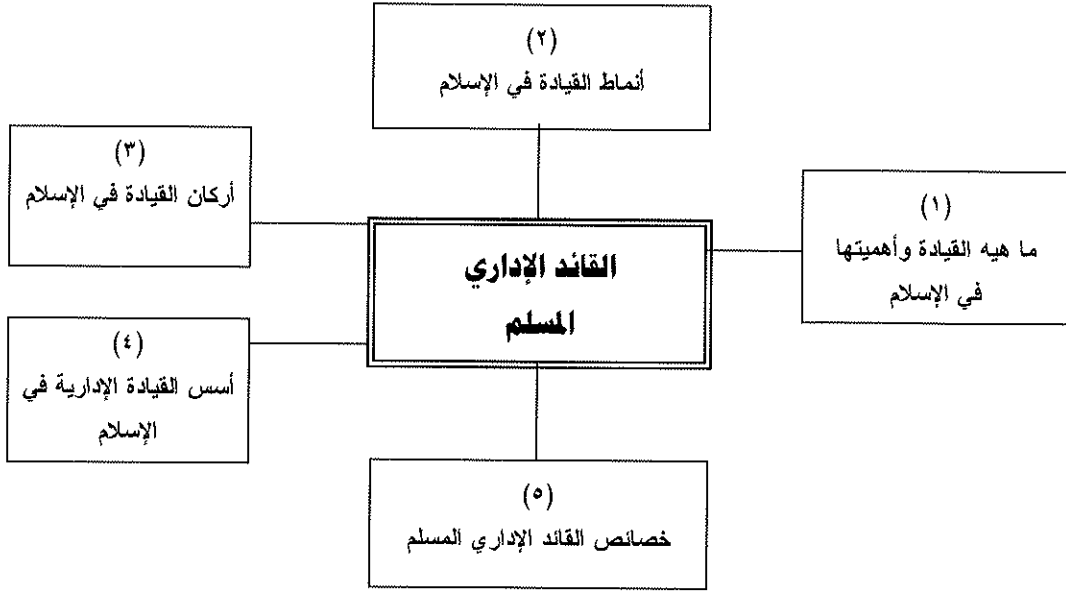 (١)
ما هيه القيادة وأهميتها
في الإسلام
(٢)
أنماط القيادة في الإسلام
(٣)
أركان القيادة في الإسلام
(٤)
أسس القيادة الإدارية في
الإسلام
(٥)
خصائص القائد الإداري المسلم
القائد الإداري
المسلم